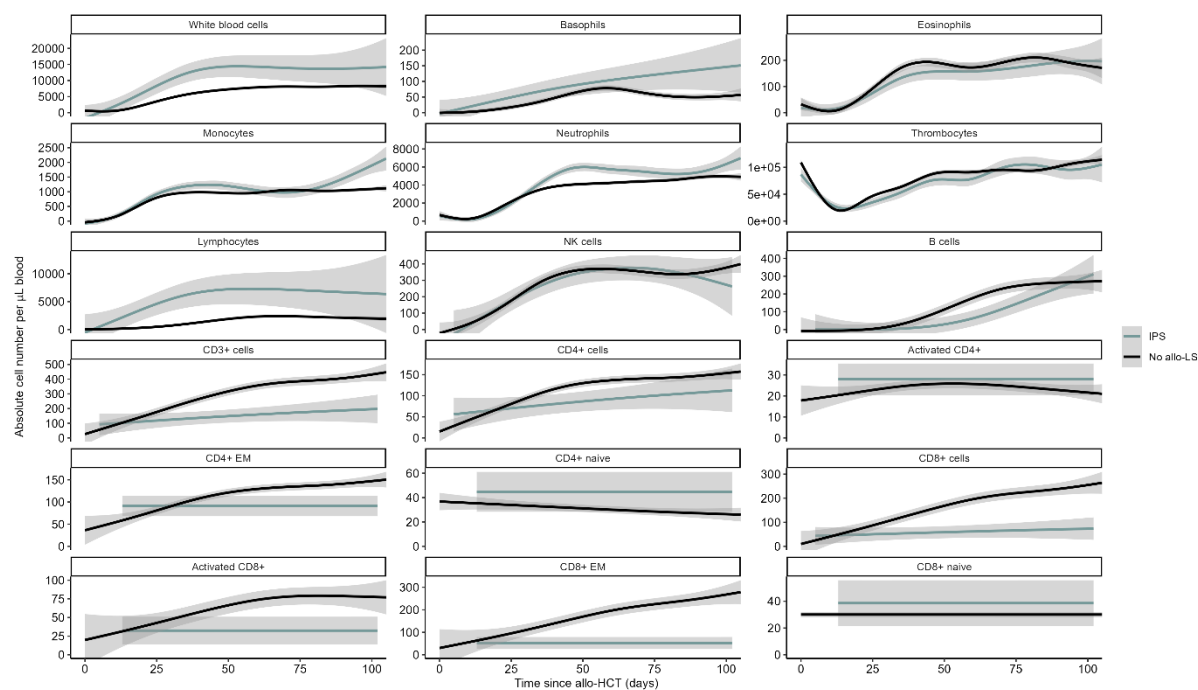 White blood cells
Basophils
Eosinophils
20000
15000
10000
5000
0
200
150
100
50
0
200
100
0
Monocytes
Neutrophils
Thrombocytes
2500
2000
1500
1000
500
0
8000
6000
4000
2000
0
1e+05
5e+04
0e+00
Lymphocytes
NK cells
B cells
10000
5000
0
400
300
200
100
0
400
300
200
100
0
CD3+ cells
CD4+ cells
Activated CD4+
500
400
300
200
100
0
150
100
50
0
30
20
10
0
CD4+ EM
CD4+ naive
CD8+ cells
150
100
50
0
60
40
20
0
300
200
100
0
Activated CD8+
CD8+ EM
CD8+ naive
100
75
50
25
0
300
200
100
0
40
20
0
0 25 50 75 100
0 25 50 75 100
0 25 50 75 100
Time since allo-HCT (days)
Absolute cell number per µL blood
IPS
No allo-LS